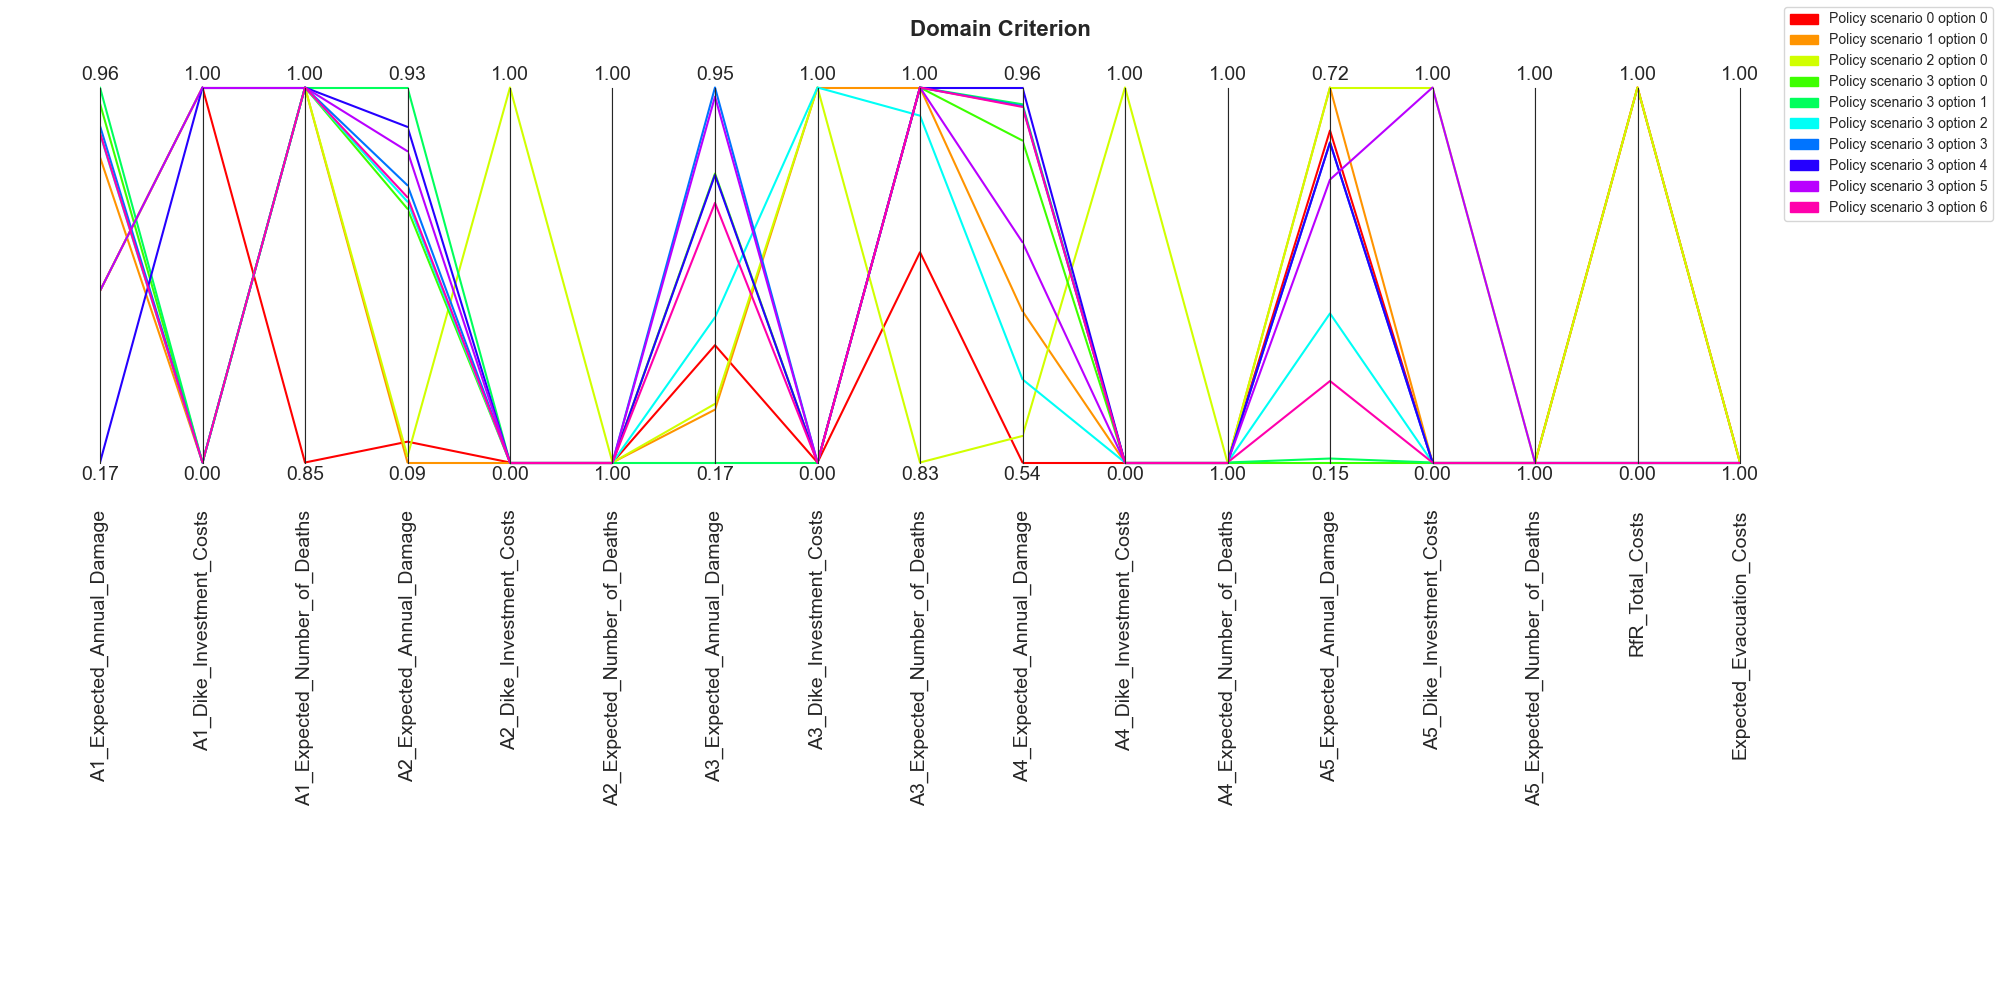 Domain Criterion
Policy scenario 0 option 0
Policy scenario 1 option 0
Policy scenario 2 option 0
Policy scenario 3 option 0
Policy scenario 3 option 1
Policy scenario 3 option 2
Policy scenario 3 option 3
Policy scenario 3 option 4
Policy scenario 3 option 5
Policy scenario 3 option 6
0.96 1.00 1.00 0.93 1.00 1.00 0.95 1.00 1.00 0.96 1.00 1.00 0.72 1.00 1.00 1.00 1.00
0.17 0.00 0.85 0.09 0.00 1.00 0.17 0.00 0.83 0.54 0.00 1.00 0.15 0.00 1.00 0.00 1.00
A1_Expected_Annual_Damage
A1_Dike_Investment_Costs
A1_Expected_Number_of_Deaths
A2_Expected_Annual_Damage
A2_Dike_Investment_Costs
A2_Expected_Number_of_Deaths
A3_Expected_Annual_Damage
A3_Dike_Investment_Costs
A3_Expected_Number_of_Deaths
A4_Expected_Annual_Damage
A4_Dike_Investment_Costs
A4_Expected_Number_of_Deaths
A5_Expected_Annual_Damage
A5_Dike_Investment_Costs
A5_Expected_Number_of_Deaths
RfR_Total_Costs
Expected_Evacuation_Costs